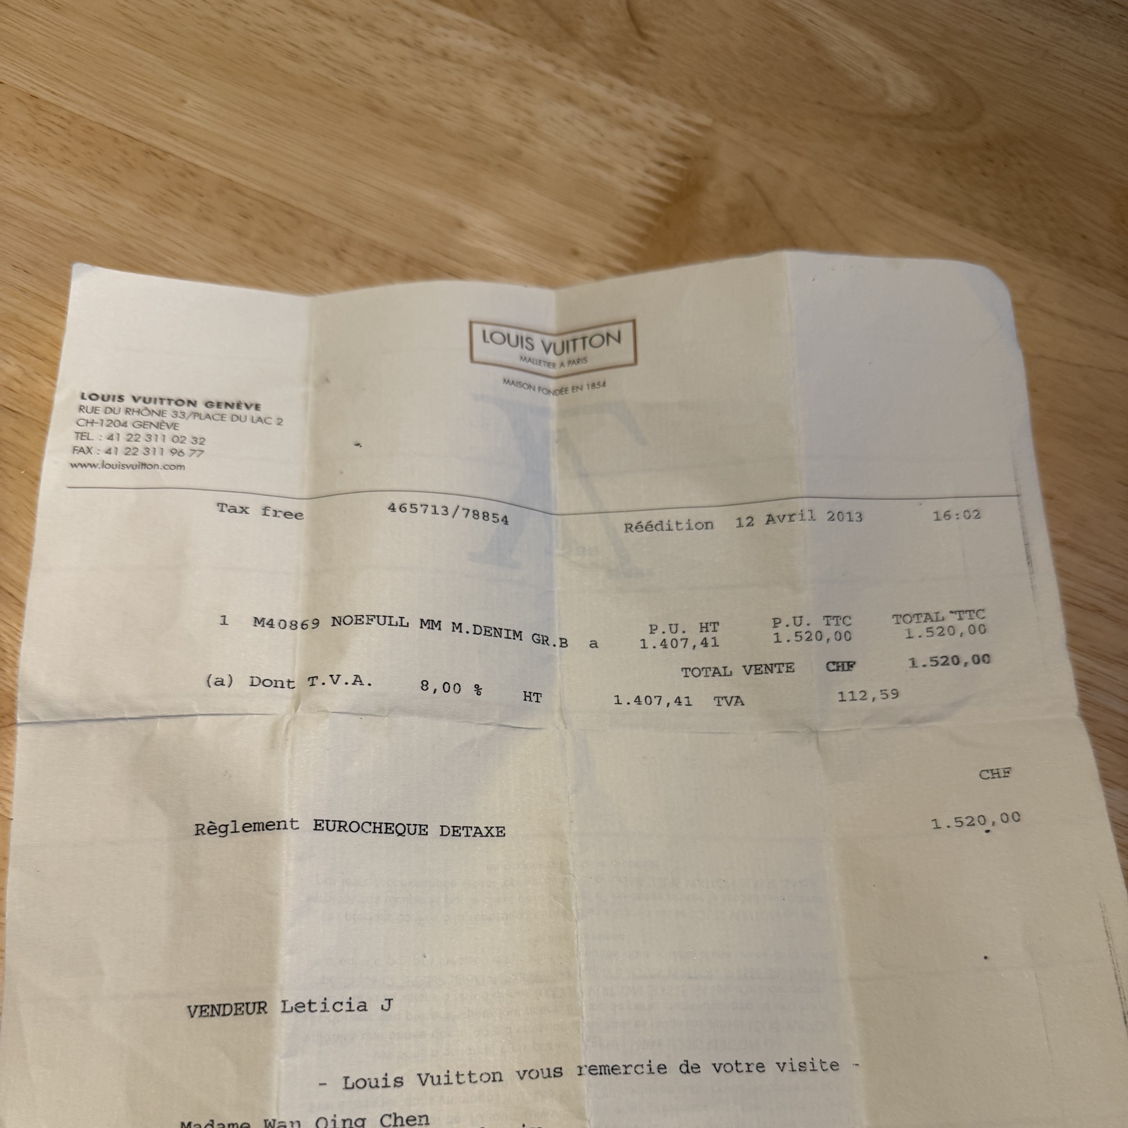 LOUIS VUITTON
MALLETIER A PARIS
MAISON FONDÉE EN 1854
LOUIS VUITTON GENÈVE
RUE DU RHÔNE 33/PLACE DU LAC 2
CH-1204 GENÈVE
TEL : 41 22 311 02 32
FAX : 41 22 311 96 77
www.louisvuitton.com
Tax free 465713/78854 Réédition 12 Avril 2013 16:02
P.U. HT P.U. TTC TOTAL TTC
1 M40869 NOEFULL MM M.DENIM GR.B a 1.407,41 1.520,00 1.520,00
TOTAL VENTE CHF 1.520,00
(a) Dont T.V.A. 8,00 % HT 1.407,41 TVA 112,59
CHF
Règlement EUROCHEQUE DETAXE 1.520,00
VENDEUR Leticia J
- Louis Vuitton vous remercie de votre visite -
Madame Wan Qing Chen